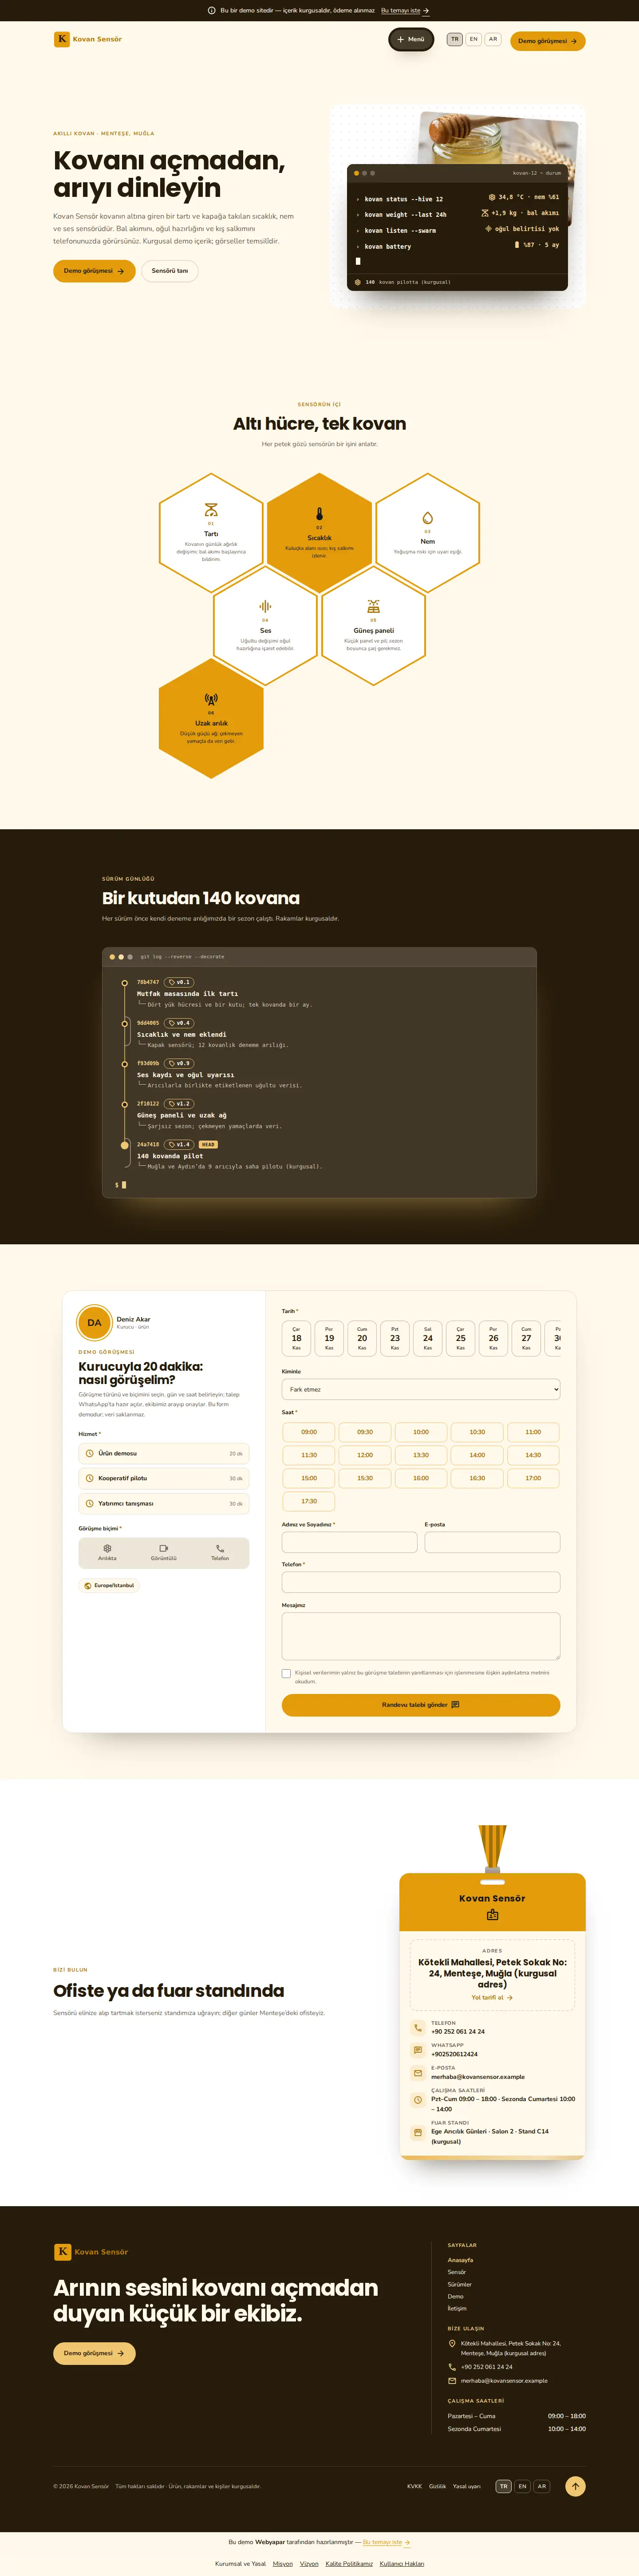 Bu bir demo sitedir — içerik kurgusaldır, ödeme alınmaz Bu temayı iste →
K Kovan Sensör
+ Menü
TR EN AR
Demo görüşmesi →
AKILLI KOVAN · MENTEŞE, MUĞLA
Kovanı açmadan,
arıyı dinleyin
Kovan Sensör kovanın altına giren bir tartı ve kapağa takılan sıcaklık, nem
ve ses sensörüdür. Bal akımını, oğul hazırlığını ve kışı kaybetmeden
Demo görüşmesi →
Sensörü tanı
kovan-12 — durum
› kovan status --hive 12
34,8 °C · nem %61
› kovan weight --last 24h
+1,9 kg · bal akımı
› kovan listen --swarm
oğul belirtisi yok
› kovan battery
%87 · 5 ay
140 kovan pilotta (kurgusal)
SENSÖRÜN İÇİ
Altı hücre, tek kovan
Her petek gözü sensörün bir işini anlatır.
01
Tartı
Kovanın günlük ağırlık
değişimi; bal akımı başlayınca
bildirim.
02
Sıcaklık
03
Nem
Yoğuşma riski için uyarı eşiği.
04
Ses
Uğultu değişimi oğul
hazırlığına işaret edebilir.
05
Güneş paneli
Küçük panel ve pil; sezon
boyunca şarj gerekmez.
06
Uzak arılık
Düşük güçlü ağ; çekmeyen
yamaçta da veri gelir.
SÜRÜM GÜNLÜĞÜ
Bir kutudan 140 kovana
Her sürüm önce kendi deneme arılığımızda bir sezon çalıştı. Rakamlar kurgusaldır.
git log --reverse --decorate
78b4747 v0.1
Mutfak masasında ilk tartı
Dört yük hücresi ve bir kutu; tek kovanda bir ay.
9dd4005 v0.4
Sıcaklık ve nem eklendi
Kapak sensörü; 12 kovanlık deneme arılığı.
f93d09b v0.9
Ses kaydı ve oğul uyarısı
Arıcılarla birlikte etiketlenen uğultu verisi.
2f10122 v1.2
Güneş paneli ve uzak ağ
Şarjsız sezon; çekmeyen yamaçlarda veri.
24a7418 v1.4 HEAD
140 kovanda pilot
Muğla ve Aydın'da 9 arıcıyla saha pilotu (kurgusal).
$
DA
Deniz Akar
Kurucu · ürün
DEMO GÖRÜŞMESİ
Kurucuyla 20 dakika:
nasıl görüşelim?
Görüşme türünü ve biçimini seçin, gün ve saat belirleyin; talep
WhatsApp'ta hazır açılır, ekibimiz arayıp onaylar. Bu form
demodur; veri saklanmaz.
Hizmet *
Ürün demosu 20 dk
Kooperatif pilotu 30 dk
Yatırımcı tanışması 30 dk
Görüşme biçimi *
Arılıkta Görüntülü Telefon
Europe/Istanbul
Tarih *
Çar Per Cum Pzt Sal Çar Per Cum
18 19 20 23 24 25 26 27
Kas Kas Kas Kas Kas Kas Kas Kas
Kiminle
Fark etmez
Saat *
09:00 09:30 10:00 10:30 11:00
11:30 12:00 13:30 14:00 14:30
15:00 15:30 16:00 16:30 17:00
17:30
Adınız ve Soyadınız *
E-posta
Telefon *
Mesajınız
Kişisel verilerimin yalnız bu görüşme talebinin yanıtlanması için işlenmesine ilişkin aydınlatma metnini
okudum.
Randevu talebi gönder
BİZİ BULUN
Ofiste ya da fuar standında
Sensörü elinize alıp tartmak isterseniz standımıza uğrayın; diğer günler Menteşe'deki ofisteyiz.
Kovan Sensör
ADRES
Kötekli Mahallesi, Petek Sokak No:
24, Menteşe, Muğla (kurgusal
adres)
Yol tarifi al →
TELEFON
+90 252 061 24 24
WHATSAPP
+902520612424
E-POSTA
merhaba@kovansensor.example
ÇALIŞMA SAATLERİ
Pzt–Cum 09:00 – 18:00 · Sezonda Cumartesi 10:00
– 14:00
FUAR STANDI
Ege Arıcılık Günleri · Salon 2 · Stand C14
(kurgusal)
K Kovan Sensör
Arının sesini kovanı açmadan
duyan küçük bir ekibiz.
Demo görüşmesi →
SAYFALAR
Anasayfa
Sensör
Sürümler
Demo
İletişim
BİZE ULAŞIN
Kötekli Mahallesi, Petek Sokak No: 24,
Menteşe, Muğla (kurgusal adres)
+90 252 061 24 24
merhaba@kovansensor.example
ÇALIŞMA SAATLERİ
Pazartesi – Cuma 09:00 – 18:00
Sezonda Cumartesi 10:00 – 14:00
© 2026 Kovan Sensör Tüm hakları saklıdır · Ürün, rakamlar ve kişiler kurgusaldır.
KVKK Gizlilik Yasal uyarı
TR EN AR
Bu demo Webyapar tarafından hazırlanmıştır — Bu temayı iste →
Kurumsal ve Yasal Misyon Vizyon Kalite Politikamız Kullanıcı Hakları